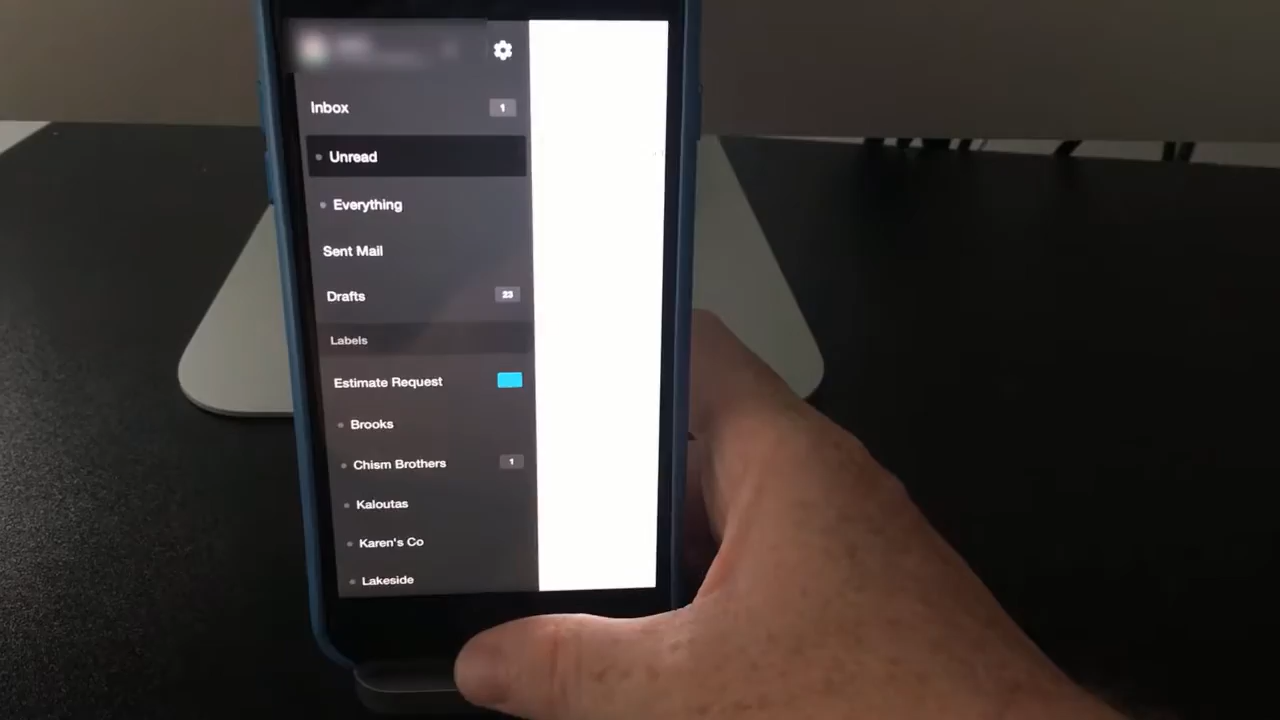 Inbox 1
Unread
Everything
Sent Mail
Drafts 23
Labels
Estimate Request
Brooks
Chism Brothers 1
Kaloutas
Karen's Co
Lakeside